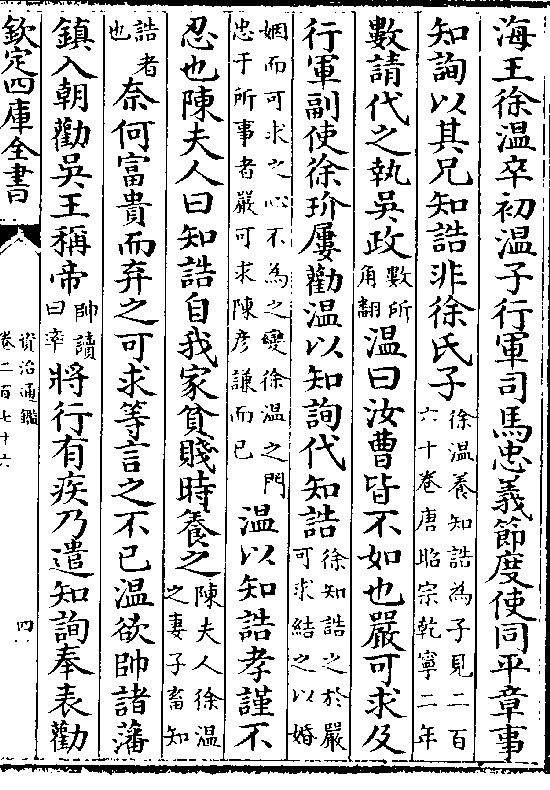 海王徐温卒初温子行軍司馬忠義節度使同平章事
知詢以其兄知誥非徐氏子徐温養知誥為子見二百六十卷唐昭宗乾寧二年
數請代之執吳政數所角翻温曰汝曹皆不如也嚴可求及
行軍副使徐玠屢勸温以知詢代知誥徐知誥之於嚴可求結之以婚
姻而可求之心不為之變徐温之門忠于所事者嚴可求陳彥謙而已温以知誥孝謹不
忍也陳夫人曰知誥自我家貧賤時養之陳夫人徐温之妻子畜知
誥者也奈何富貴而弃之可求等言之不已温欲帥諸藩
鎮入朝勸吳王稱帝帥讀曰率將行有疾乃遣知詢奉表勸
欽定四庫全書
資治通鑑
卷二百七十六
四